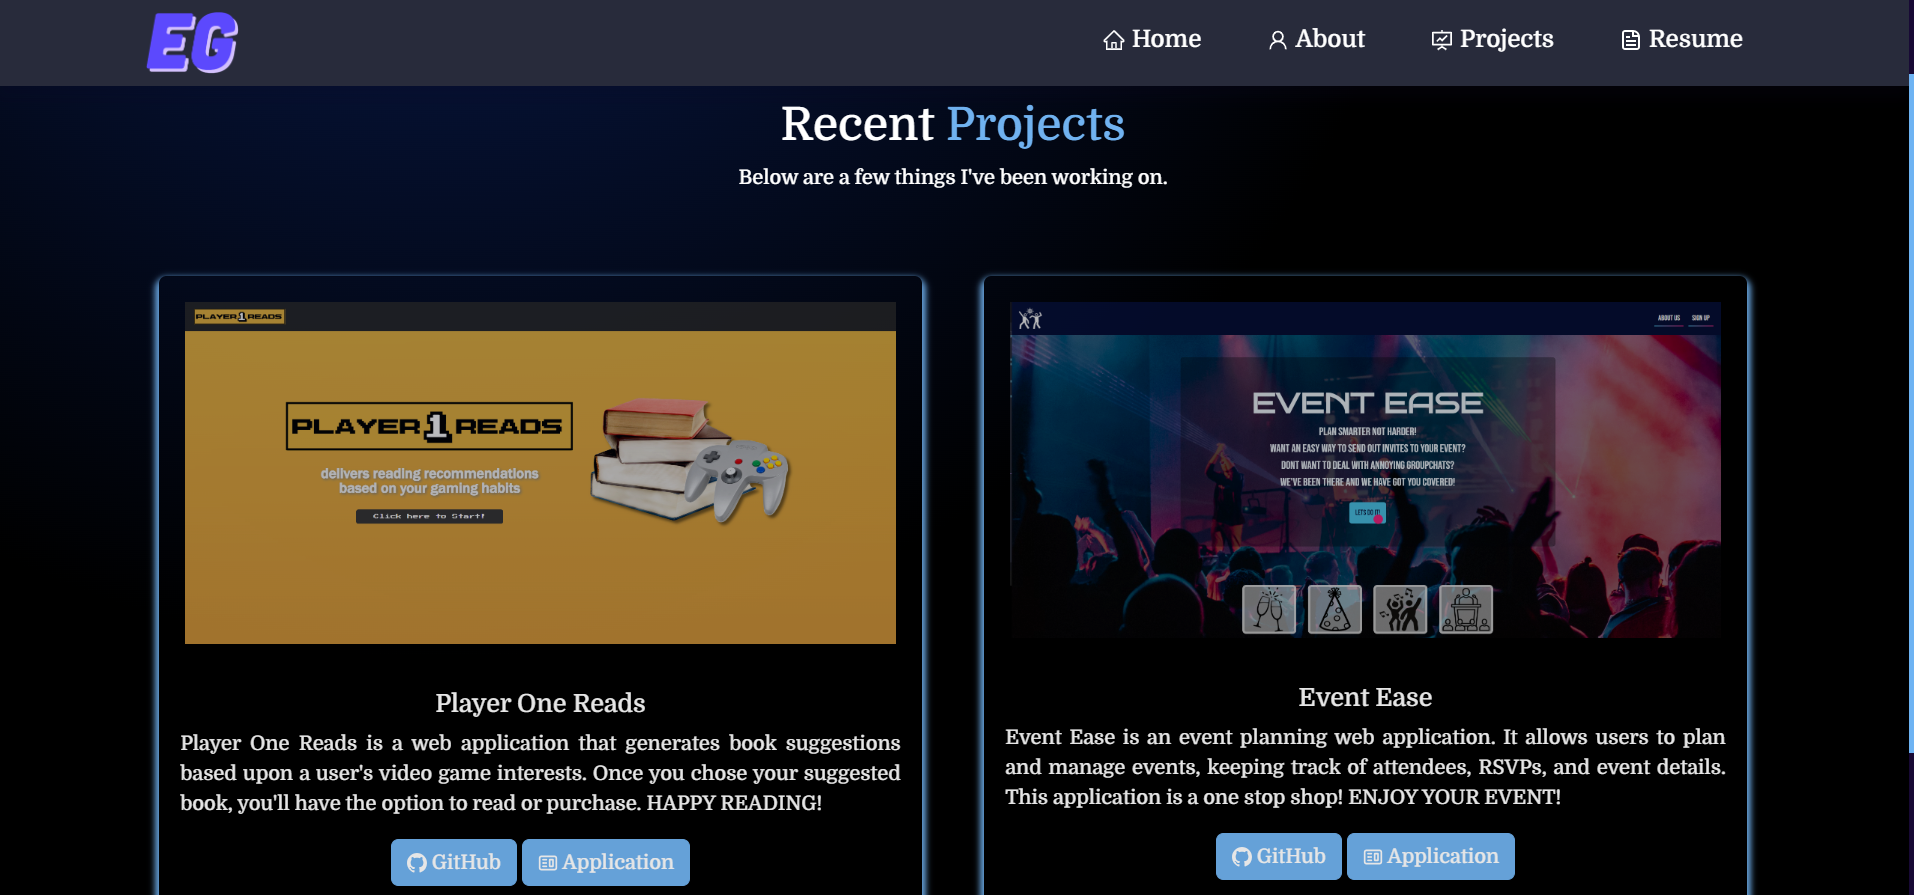 EG
Home
About
Projects
Resume
Recent Projects
Below are a few things I've been working on.
PLAYER 1 READS
PLAYER 1 READS
delivers reading recommendations
based on your gaming habits
Click here to Start!
Player One Reads
Player One Reads is a web application that generates book suggestions
based upon a user's video game interests. Once you chose your suggested
book, you'll have the option to read or purchase. HAPPY READING!
GitHub
Application
ABOUT US
SIGN UP
EVENT EASE
PLAN SMARTER NOT HARDER!
WANT AN EASY WAY TO SEND OUT INVITES TO YOUR EVENT?
DONT WANT TO DEAL WITH ANNOYING GROUPCHATS?
WE'VE BEEN THERE AND WE HAVE GOT YOU COVERED!
LETS DO IT!
Event Ease
Event Ease is an event planning web application. It allows users to plan
and manage events, keeping track of attendees, RSVPs, and event details.
This application is a one stop shop! ENJOY YOUR EVENT!
GitHub
Application